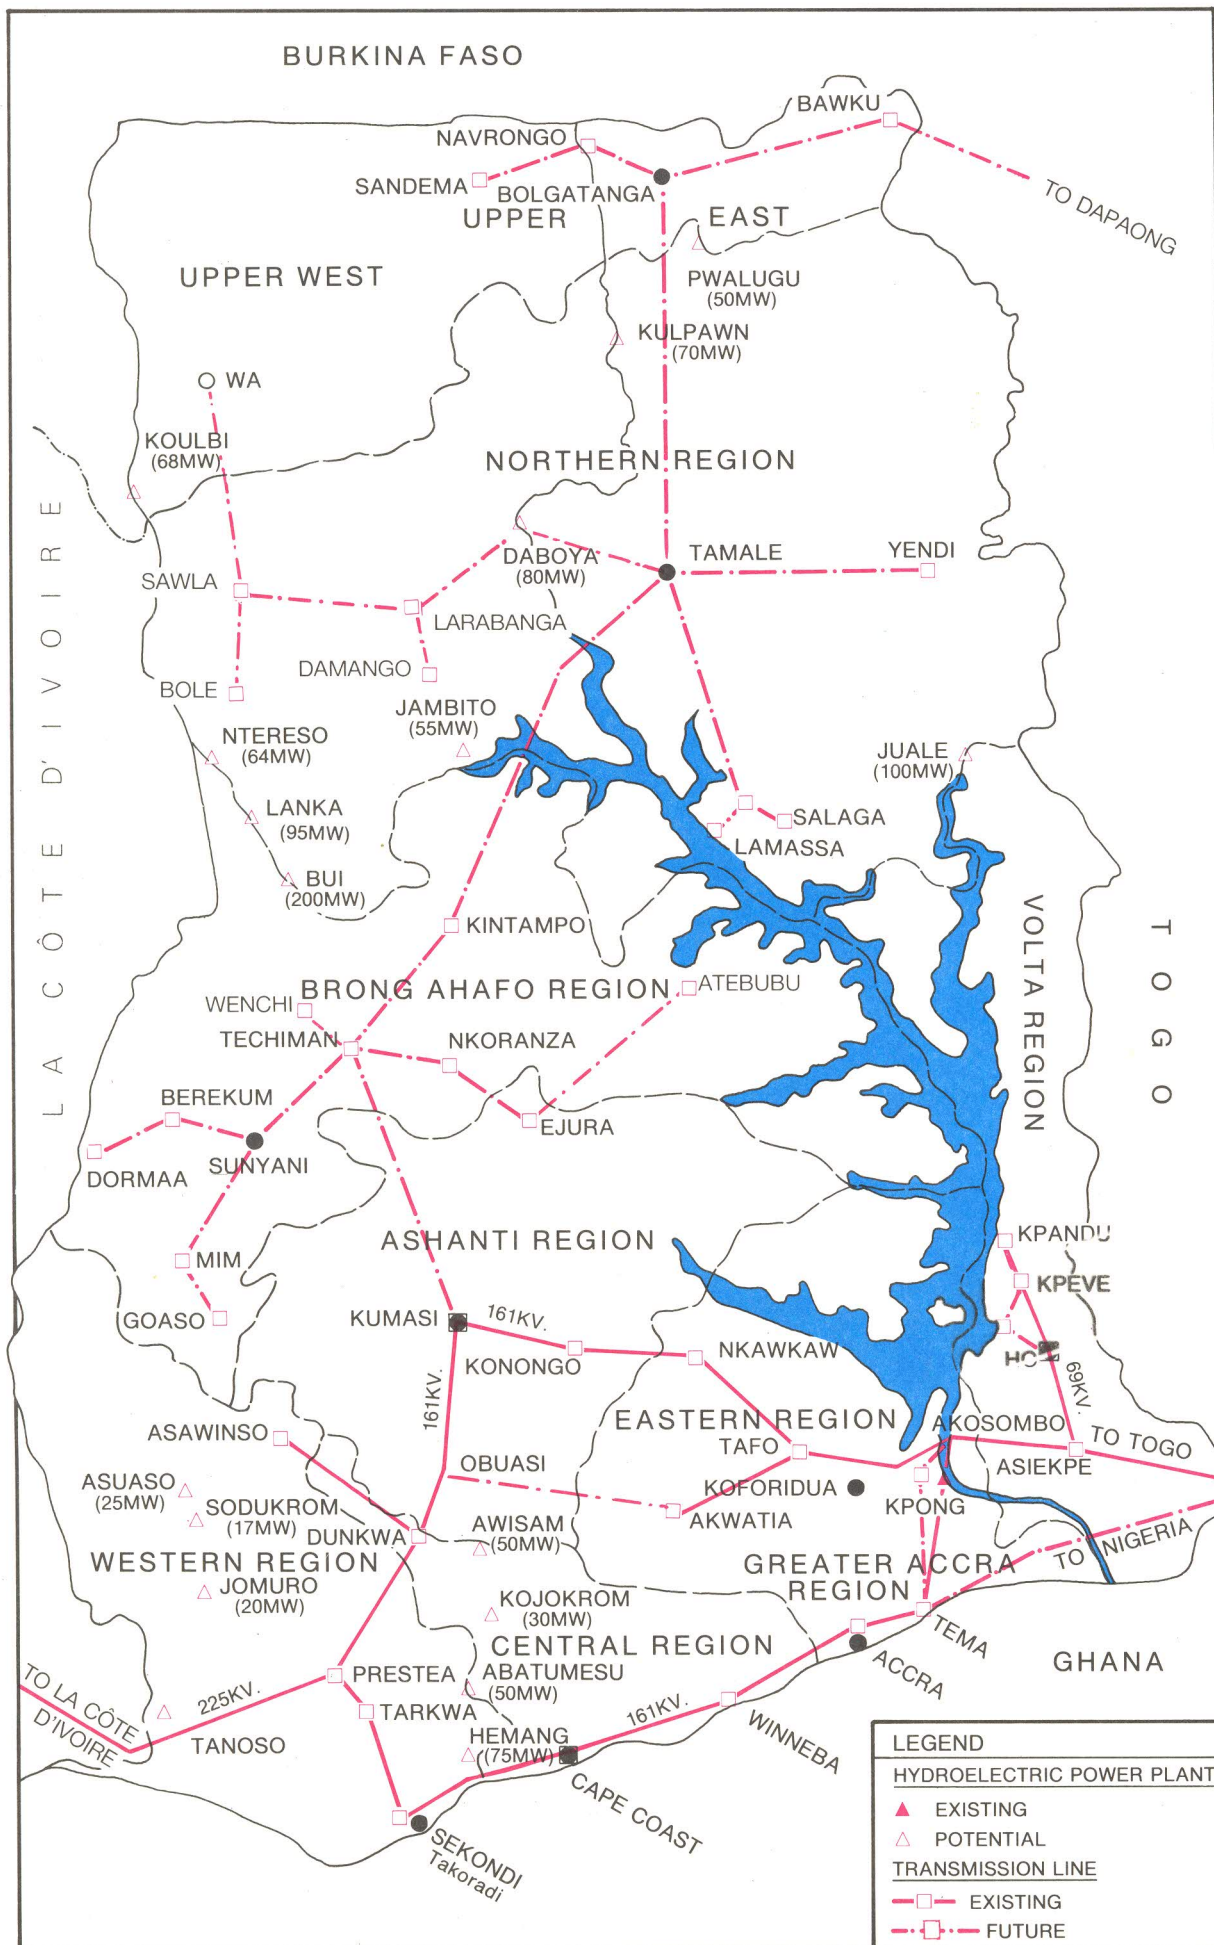 BURKINA FASO
BAWKU
NAVRONGO
SANDEMA
BOLGATANGA
TO DAPAONG
UPPER EAST
UPPER WEST
PWALUGU
(50MW)
KULPAWN
(70MW)
WA
KOULBI
(68MW)
NORTHERN REGION
LA CÔTE D'IVOIRE
DABOYA
(80MW)
TAMALE
YENDI
SAWLA
LARABANGA
DAMANGO
BOLE
JAMBITO
(55MW)
NTERESO
(64MW)
JUALE
(100MW)
LANKA
(95MW)
SALAGA
LAMASSA
BUI
(200MW)
KINTAMPO
VOLTA REGION
TOGO
BRONG AHAFO REGION
ATEBUBU
WENCHI
TECHIMAN
NKORANZA
BEREKUM
EJURA
SUNYANI
DORMAA
ASHANTI REGION
KPANDU
MIM
KPEVE
GOASO
KUMASI
161KV.
KONONGO
NKAWKAW
HO
69KV.
161KV.
EASTERN REGION
AKOSOMBO
ASAWINSO
TAFO
TO TOGO
OBUASI
ASIEKPE
ASUASO
(25MW)
KOFORIDUA
KPONG
SODUKROM
(17MW)
AKWATIA
DUNKWA
AWISAM
(50MW)
TO NIGERIA
WESTERN REGION
GREATER ACCRA
REGION
JOMURO
(20MW)
KOJOKROM
(30MW)
TEMA
CENTRAL REGION
GHANA
ACCRA
PRESTEA
ABATUMESU
(50MW)
TO LA CÔTE
D'IVOIRE
225KV.
TARKWA
161KV.
WINNEBA
TANOSO
HEMANG
(75MW)
CAPE COAST
SEKONDI
Takoradi
LEGEND
HYDROELECTRIC POWER PLANT
EXISTING
POTENTIAL
TRANSMISSION LINE
EXISTING
FUTURE